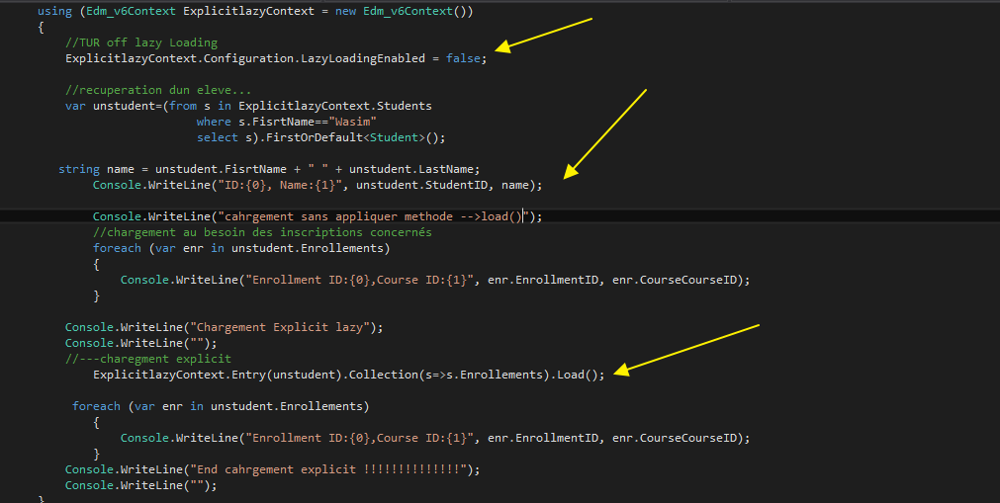 using (Edm_v6Context ExplicitlazyContext = new Edm_v6Context())
{
//TUR off lazy Loading
ExplicitlazyContext.Configuration.LazyLoadingEnabled = false;
//recuperation dun eleve...
var unstudent=(from s in ExplicitlazyContext.Students
where s.FisrtName=="Wasim"
select s).FirstOrDefault<Student>();
string name = unstudent.FisrtName + " " + unstudent.LastName;
Console.WriteLine("ID:{0}, Name:{1}", unstudent.StudentID, name);
Console.WriteLine("cahrgement sans appliquer methode -->load()");
//chargement au besoin des inscriptions concernés
foreach (var enr in unstudent.Enrollements)
{
Console.WriteLine("Enrollment ID:{0},Course ID:{1}", enr.EnrollmentID, enr.CourseCourseID);
}
Console.WriteLine("Chargement Explicit lazy");
Console.WriteLine("");
//---charegment explicit
ExplicitlazyContext.Entry(unstudent).Collection(s=>s.Enrollements).Load();
foreach (var enr in unstudent.Enrollements)
{
Console.WriteLine("Enrollment ID:{0},Course ID:{1}", enr.EnrollmentID, enr.CourseCourseID);
}
Console.WriteLine("End cahrgement explicit !!!!!!!!!!!!!!");
Console.WriteLine("");
}